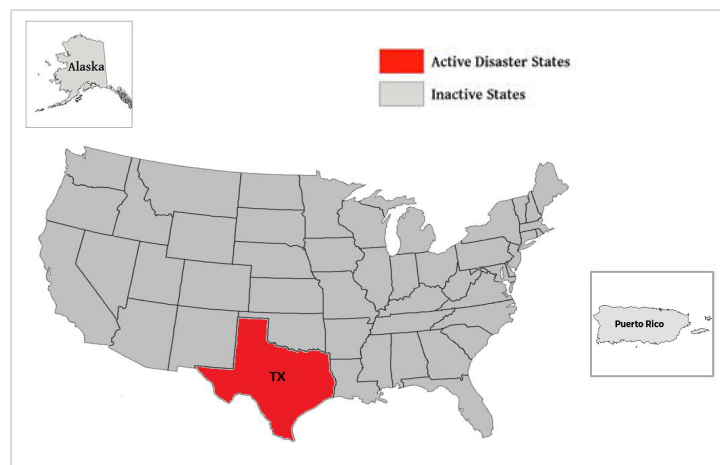 Alaska
Active Disaster States
Inactive States
Puerto Rico
TX